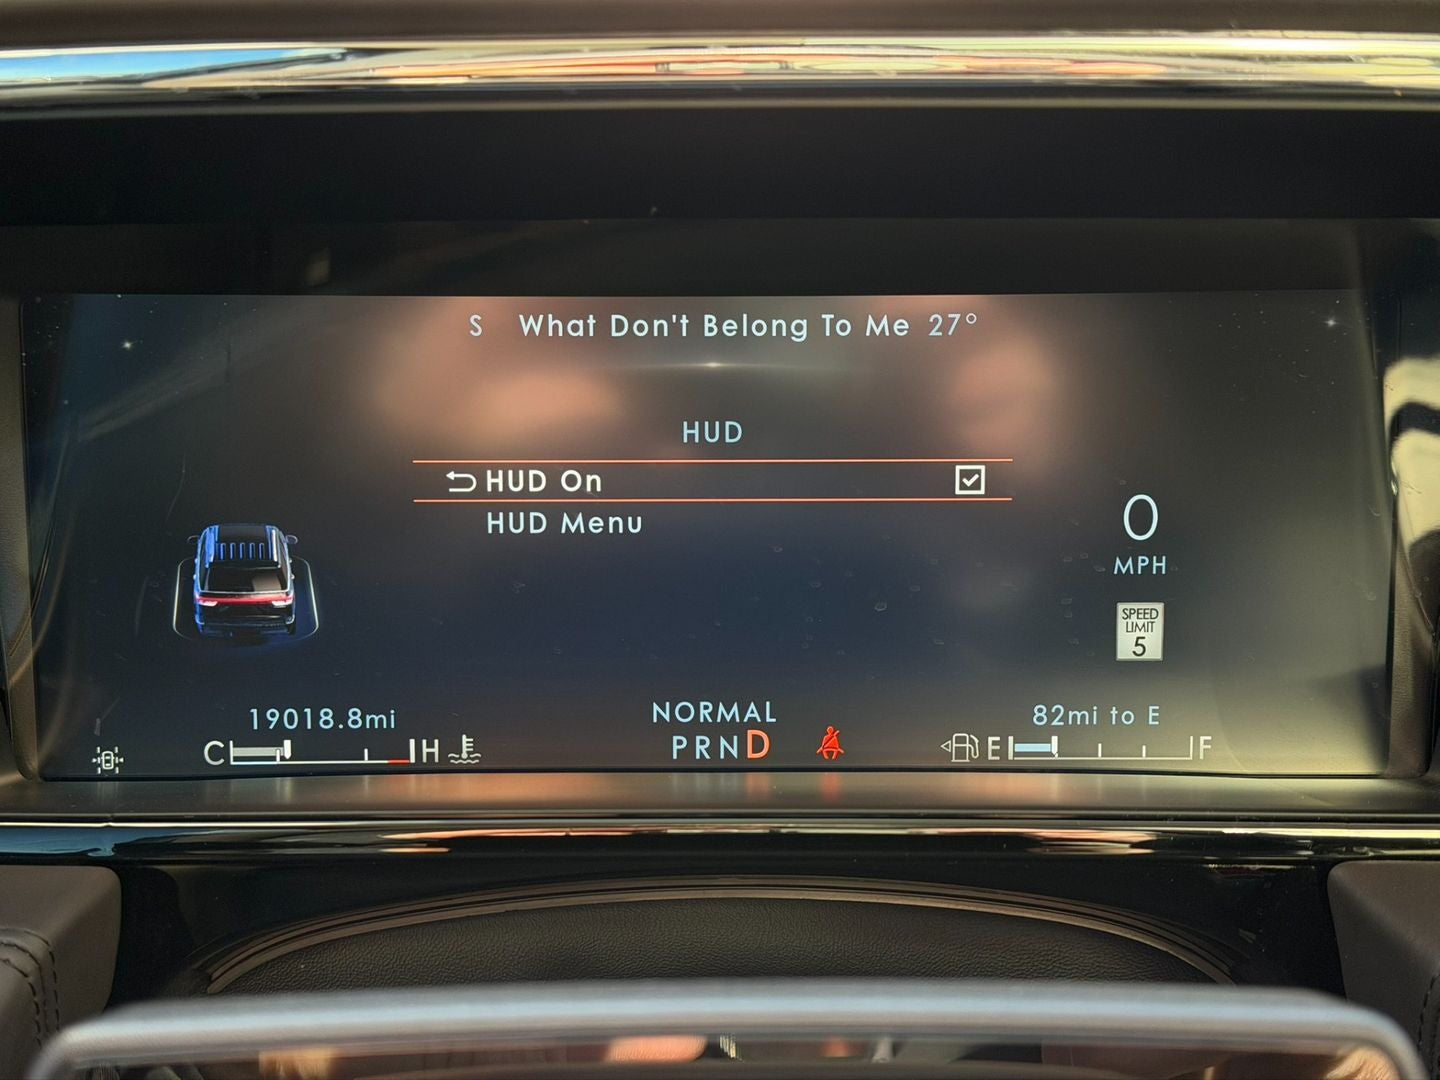 S What Don't Belong To Me 27°
HUD
HUD On
HUD Menu
0
MPH
SPEED
LIMIT
5
19018.8mi
NORMAL
82mi to E
C H
PRND
E F